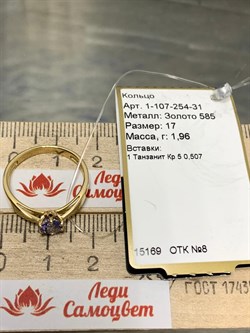 Кольцо
Арт. 1-107-254-31
Металл: Золото 585
Размер: 17
Масса, г: 1,96
Вставки:
1 Танзанит Кр 5 0,507
15169 ОТК №8
Леди
Самоцвет
ГОСТ 1743
Леди
Самоцвет